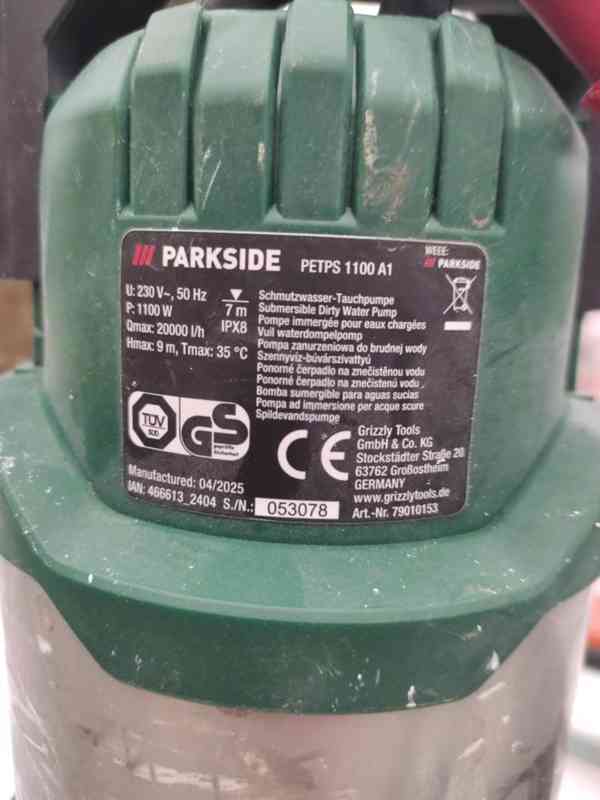 PARKSIDE PETPS 1100 A1
WEEE:
PARKSIDE
U: 230 V~, 50 Hz
P: 1100 W
Qmax: 20000 l/h
Hmax: 9 m, Tmax: 35 °C
7 m
IPX8
Schmutzwasser-Tauchpumpe
Submersible Dirty Water Pump
Pompe immergée pour eaux chargées
Vuil waterdompelpomp
Pompa zanurzeniowa do brudnej wody
Szennyvíz-búvárszivattyú
Ponorné čerpadlo na znečistěnou vodu
Ponorné čerpadlo na znečistenú vodu
Bomba sumergible para aguas sucias
Pompa ad immersione per acque scure
Spildevandspumpe
TÜV
SÜD
GS
geprüfte
Sicherheit
CE
Grizzly Tools
GmbH & Co. KG
Stockstädter Straße 20
63762 Großostheim
GERMANY
www.grizzlytools.de
Manufactured: 04/2025
IAN: 466613_2404 S./N.: 053078 Art.-Nr. 79010153